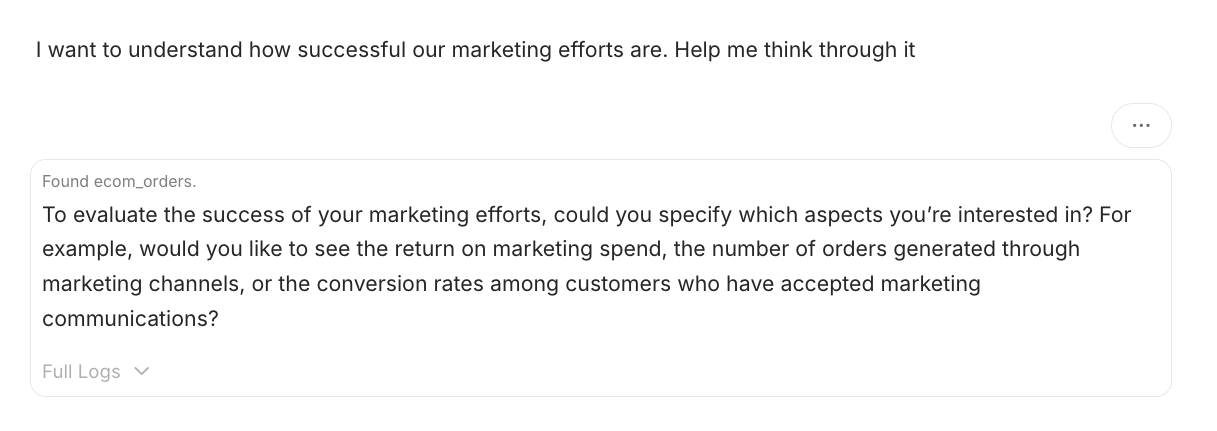 I want to understand how successful our marketing efforts are. Help me think through it
...
Found ecom_orders.
To evaluate the success of your marketing efforts, could you specify which aspects you’re interested in? For
example, would you like to see the return on marketing spend, the number of orders generated through
marketing channels, or the conversion rates among customers who have accepted marketing
communications?
Full Logs